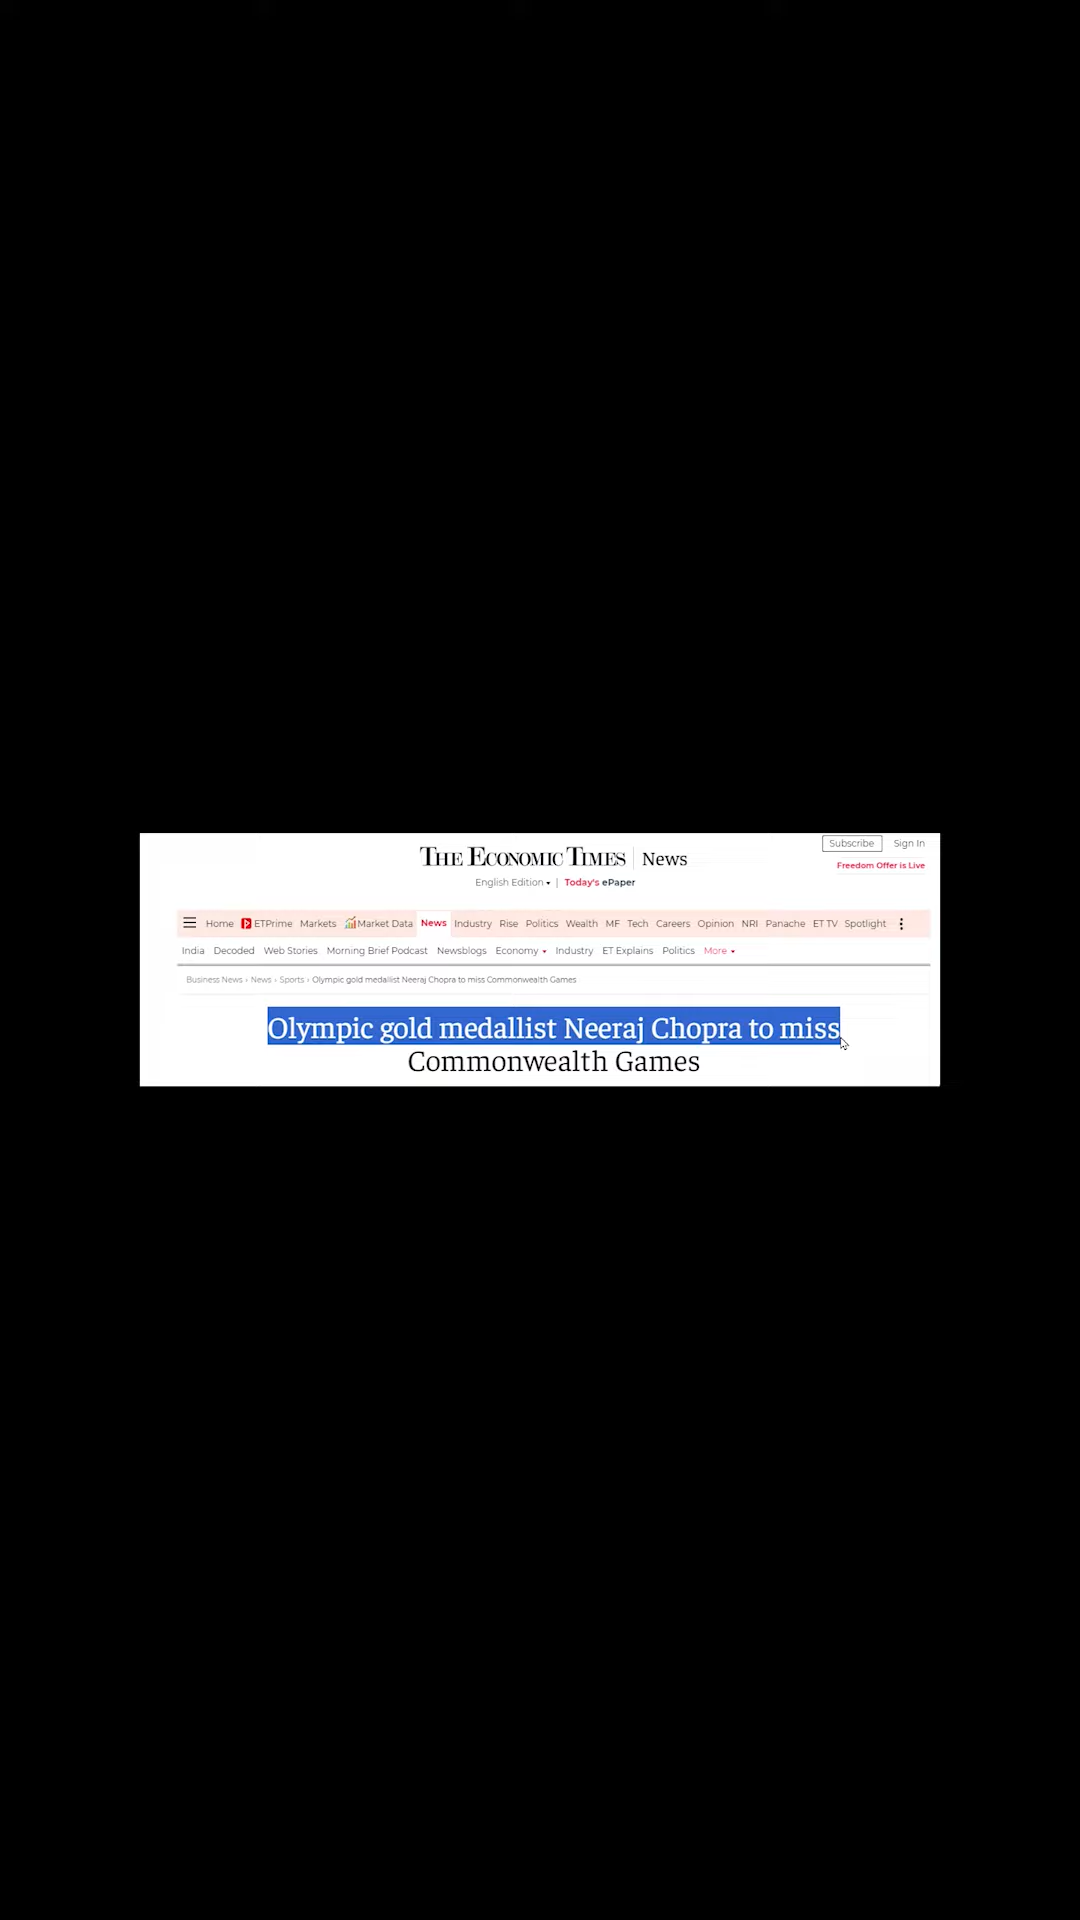 THE ECONOMIC TIMES | News
Subscribe Sign In
Freedom Offer is Live
English Edition | Today's ePaper
Home ETPrime Markets Market Data News Industry Rise Politics Wealth MF Tech Careers Opinion NRI Panache ET TV Spotlight
India Decoded Web Stories Morning Brief Podcast Newsblogs Economy Industry ET Explains Politics More
Business News › News › Sports › Olympic gold medallist Neeraj Chopra to miss Commonwealth Games
Olympic gold medallist Neeraj Chopra to miss
Commonwealth Games